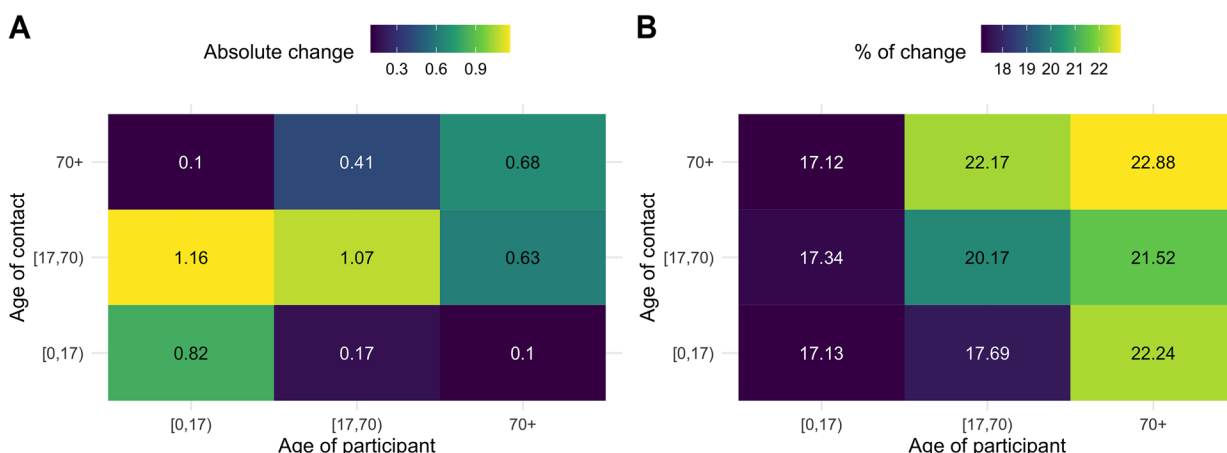 A
Absolute change
0.3 0.6 0.9
Age of contact
70+
[17,70)
[0,17)
0.1 0.41 0.68
1.16 1.07 0.63
0.82 0.17 0.1
[0,17) [17,70) 70+
Age of participant
B
% of change
18 19 20 21 22
Age of contact
70+
[17,70)
[0,17)
17.12 22.17 22.88
17.34 20.17 21.52
17.13 17.69 22.24
[0,17) [17,70) 70+
Age of participant